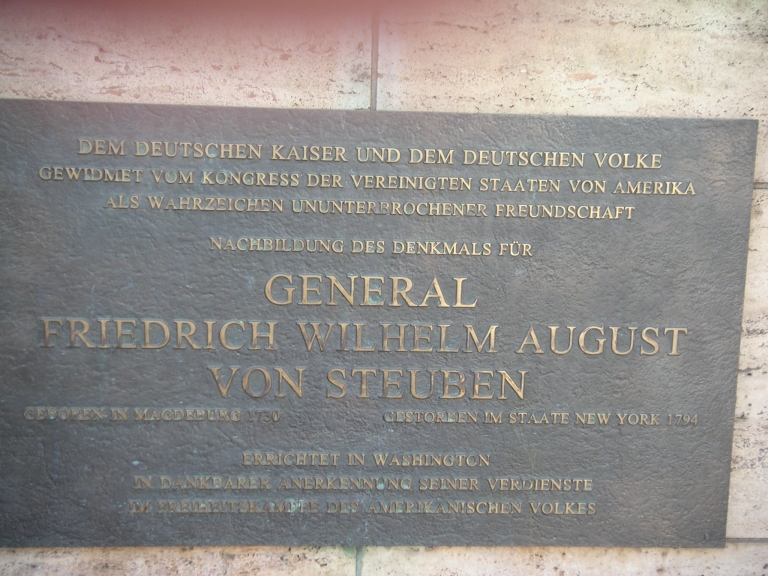 DEM DEUTSCHEN KAISER UND DEM DEUTSCHEN VOLKE
GEWIDMET VOM KONGRESS DER VEREINIGTEN STAATEN VON AMERIKA
ALS WAHRZEICHEN UNUNTERBROCHENER FREUNDSCHAFT
NACHBILDUNG DES DENKMALS FÜR
GENERAL
FRIEDRICH WILHELM AUGUST
VON STEUBEN
GEBOREN IN MAGDEBURG 1730 GESTORBEN IM STAATE NEW YORK 1794
ERRICHTET IN WASHINGTON
IN DANKBARER ANERKENNUNG SEINER VERDIENSTE
IM FREIHEITSKAMPFE DES AMERIKANISCHEN VOLKES